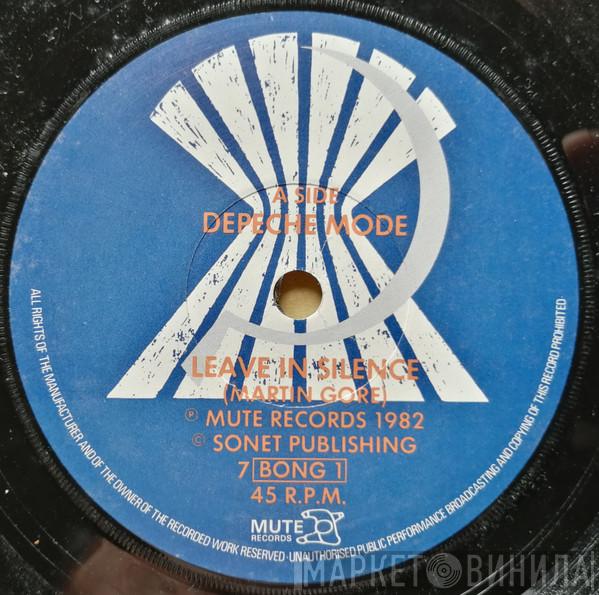 A SIDE
DEPECHE MODE
LEAVE IN SILENCE
(MARTIN GORE)
℗ MUTE RECORDS 1982
© SONET PUBLISHING
7 BONG 1
45 R.P.M.
MUTE
RECORDS
ALL RIGHTS OF THE MANUFACTURER AND OF THE OWNER OF THE RECORDED WORK RESERVED · UNAUTHORISED PUBLIC PERFORMANCE BROADCASTING AND COPYING OF THIS RECORD PROHIBITED
МАРКЕТ ВИНИЛА